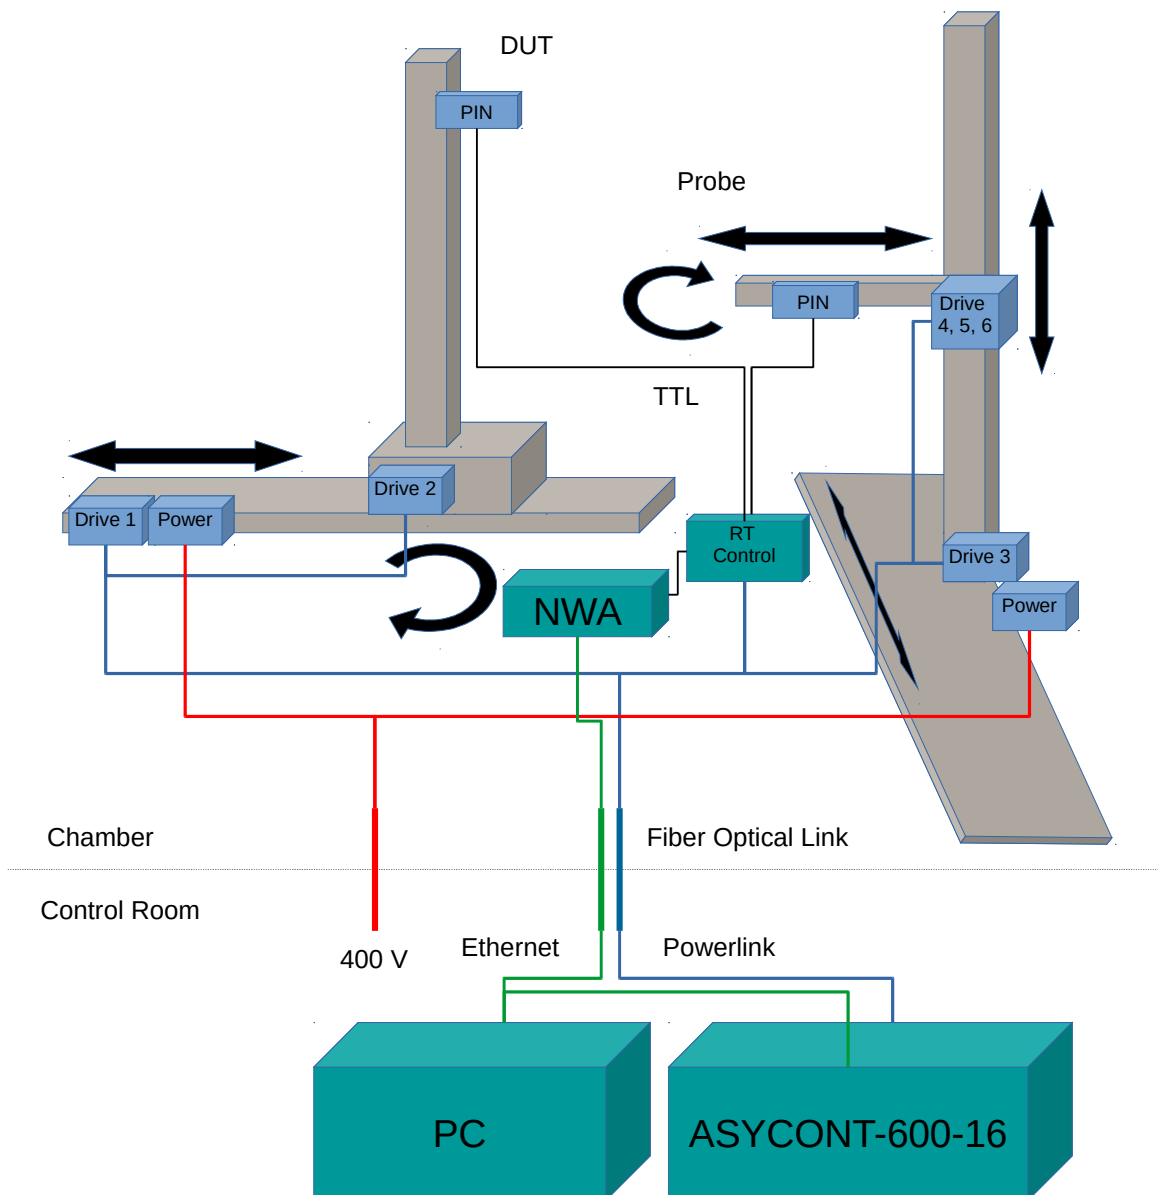 DUT
PIN
Probe
PIN
Drive
4, 5, 6
TTL
Drive 2
Drive 1
Power
RT
Control
Drive 3
NWA
Power
Chamber
Fiber Optical Link
Control Room
Ethernet
Powerlink
400 V
PC
ASYCONT-600-16